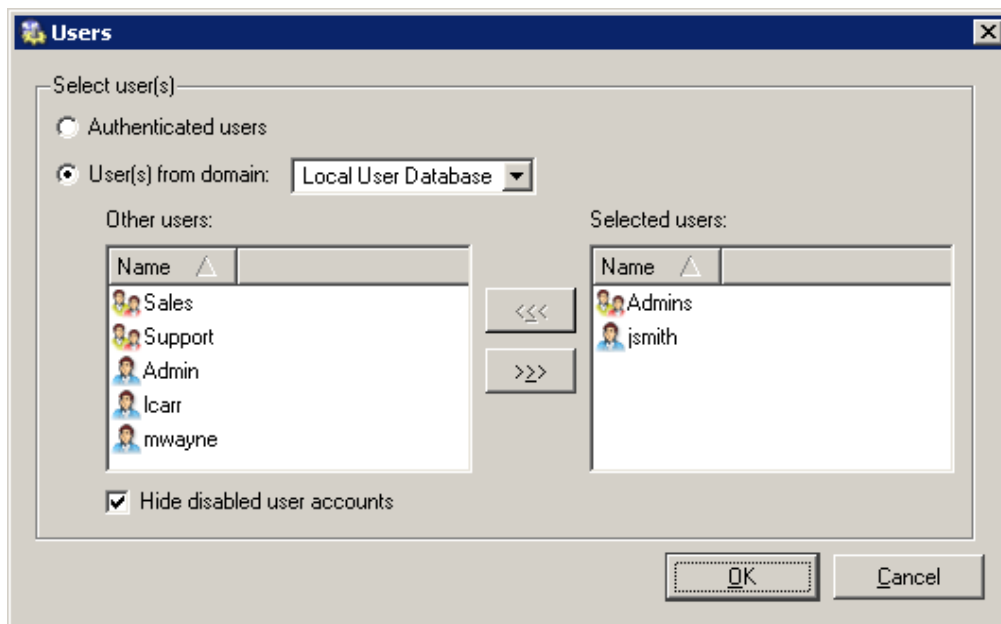 Users
Select user(s)
Authenticated users
User(s) from domain: Local User Database
Other users: Selected users:
Name Name
Sales Admins
Support jsmith
Admin
lcarr
mwayne
<<<
>>>
Hide disabled user accounts
OK Cancel